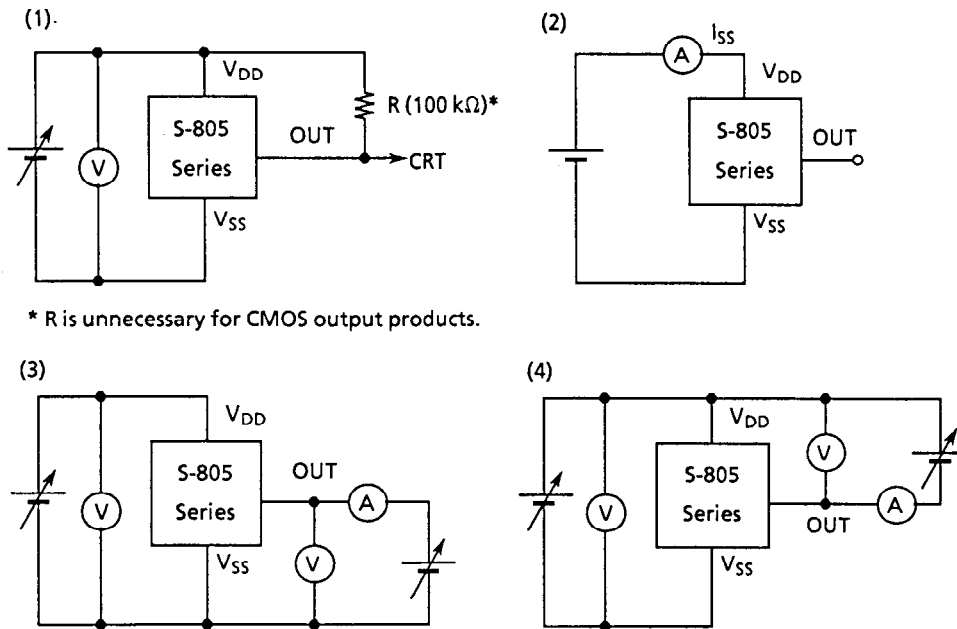 (1).
V_DD
R (100 kΩ)*
S-805
Series
OUT
CRT
V
V_SS
(2)
I_SS
A
V_DD
S-805
Series
OUT
V_SS
* R is unnecessary for CMOS output products.
(3)
V_DD
S-805
Series
OUT
A
V
V
V_SS
(4)
V_DD
S-805
Series
V
V
OUT
A
V_SS